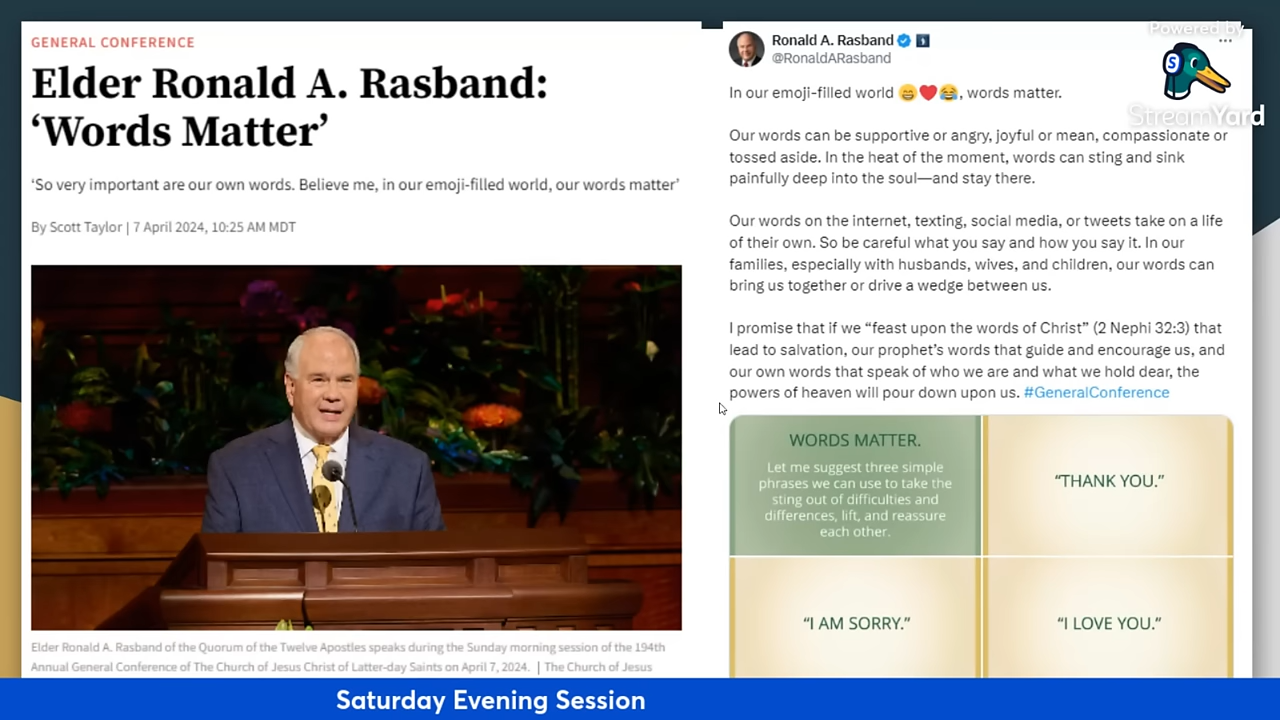 GENERAL CONFERENCE
Elder Ronald A. Rasband:
‘Words Matter’
‘So very important are our own words. Believe me, in our emoji-filled world, our words matter’
By Scott Taylor | 7 April 2024, 10:25 AM MDT
Elder Ronald A. Rasband of the Quorum of the Twelve Apostles speaks during the Sunday morning session of the 194th
Annual General Conference of The Church of Jesus Christ of Latter-day Saints on April 7, 2024. | The Church of Jesus
Ronald A. Rasband
@RonaldARasband
In our emoji-filled world 😁❤️😂, words matter.
Our words can be supportive or angry, joyful or mean, compassionate or
tossed aside. In the heat of the moment, words can sting and sink
painfully deep into the soul—and stay there.
Our words on the internet, texting, social media, or tweets take on a life
of their own. So be careful what you say and how you say it. In our
families, especially with husbands, wives, and children, our words can
bring us together or drive a wedge between us.
I promise that if we “feast upon the words of Christ” (2 Nephi 32:3) that
lead to salvation, our prophet’s words that guide and encourage us, and
our own words that speak of who we are and what we hold dear, the
powers of heaven will pour down upon us. #GeneralConference
WORDS MATTER.
Let me suggest three simple
phrases we can use to take the
sting out of difficulties and
differences, lift, and reassure
each other.
“THANK YOU.”
“I AM SORRY.”
“I LOVE YOU.”
Powered by
S
StreamYard
Saturday Evening Session